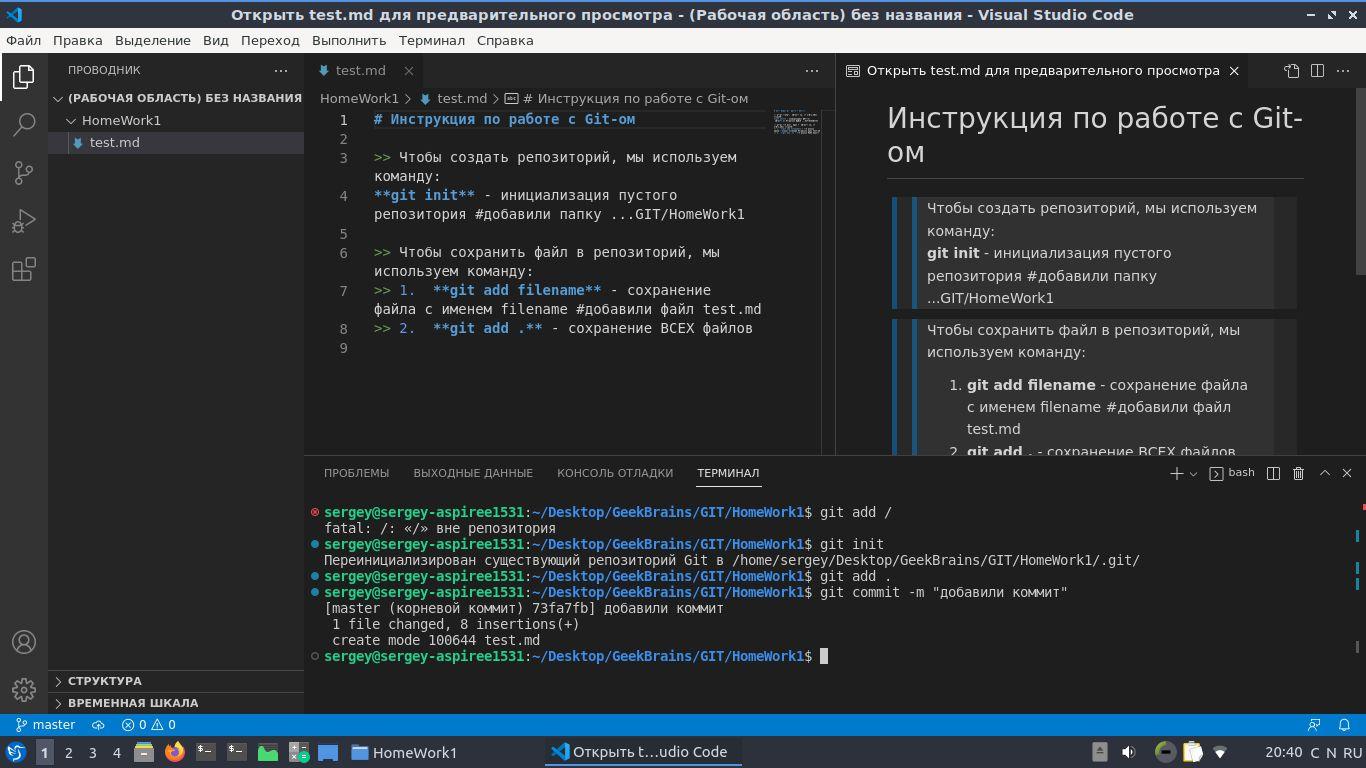 Открыть test.md для предварительного просмотра - (Рабочая область) без названия - Visual Studio Code
Файл Правка Выделение Вид Переход Выполнить Терминал Справка
ПРОВОДНИК
(РАБОЧАЯ ОБЛАСТЬ) БЕЗ НАЗВАНИЯ
HomeWork1
test.md
СТРУКТУРА
ВРЕМЕННАЯ ШКАЛА
test.md
HomeWork1 > test.md > # Инструкция по работе с Git-ом
1 # Инструкция по работе с Git-ом
2
3 >> Чтобы создать репозиторий, мы используем
команду:
4 **git init** - инициализация пустого
репозитория #добавили папку ...GIT/HomeWork1
5
6 >> Чтобы сохранить файл в репозиторий, мы
используем команду:
7 >> 1.  **git add filename** - сохранение
файла с именем filename #добавили файл test.md
8 >> 2.  **git add .** - сохранение ВСЕХ файлов
9
Открыть test.md для предварительного просмотра
Инструкция по работе с Git-
ом
Чтобы создать репозиторий, мы используем
команду:
git init - инициализация пустого
репозитория #добавили папку
...GIT/HomeWork1
Чтобы сохранить файл в репозиторий, мы
используем команду:
1. git add filename - сохранение файла
с именем filename #добавили файл
test.md
2. git add . - сохранение ВСЕХ файлов
ПРОБЛЕМЫ ВЫХОДНЫЕ ДАННЫЕ КОНСОЛЬ ОТЛАДКИ ТЕРМИНАЛ
bash
sergey@sergey-aspiree1531:~/Desktop/GeekBrains/GIT/HomeWork1$ git add /
fatal: /: «/» вне репозитория
sergey@sergey-aspiree1531:~/Desktop/GeekBrains/GIT/HomeWork1$ git init
Переинициализирован существующий репозиторий Git в /home/sergey/Desktop/GeekBrains/GIT/HomeWork1/.git/
sergey@sergey-aspiree1531:~/Desktop/GeekBrains/GIT/HomeWork1$ git add .
sergey@sergey-aspiree1531:~/Desktop/GeekBrains/GIT/HomeWork1$ git commit -m "добавили коммит"
[master (корневой коммит) 73fa7fb] добавили коммит
 1 file changed, 8 insertions(+)
 create mode 100644 test.md
sergey@sergey-aspiree1531:~/Desktop/GeekBrains/GIT/HomeWork1$
master 0 0
1 2 3 4 HomeWork1 Открыть t...udio Code 20:40 C N RU